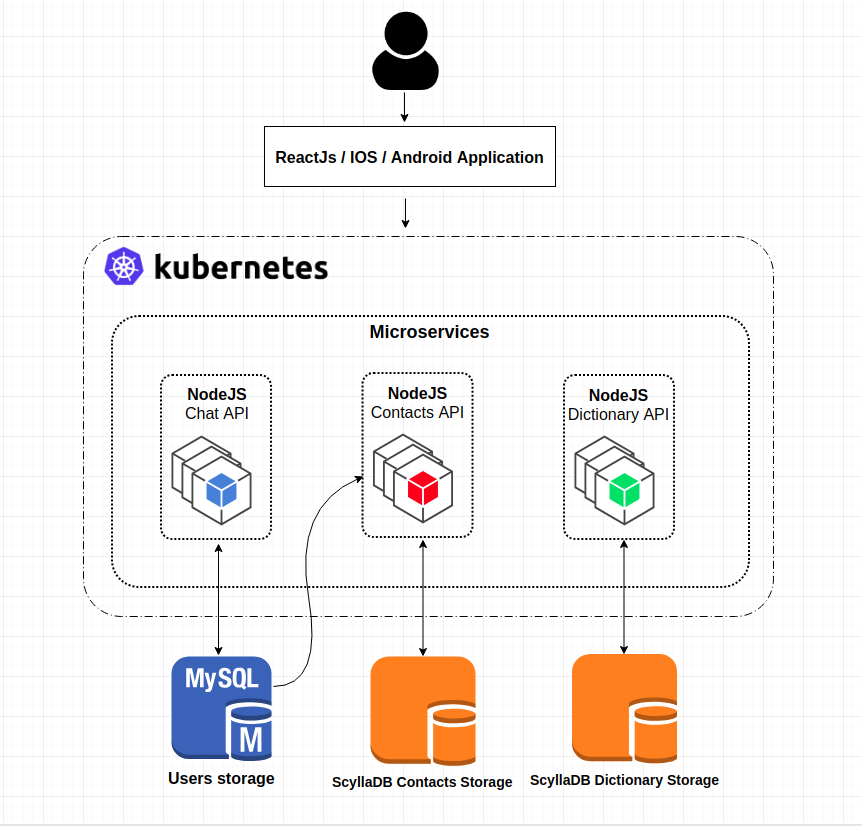 ReactJs / IOS / Android Application
kubernetes
Microservices
NodeJS
Chat API
NodeJS
Contacts API
NodeJS
Dictionary API
MySQL
M
Users storage
ScyllaDB Contacts Storage
ScyllaDB Dictionary Storage